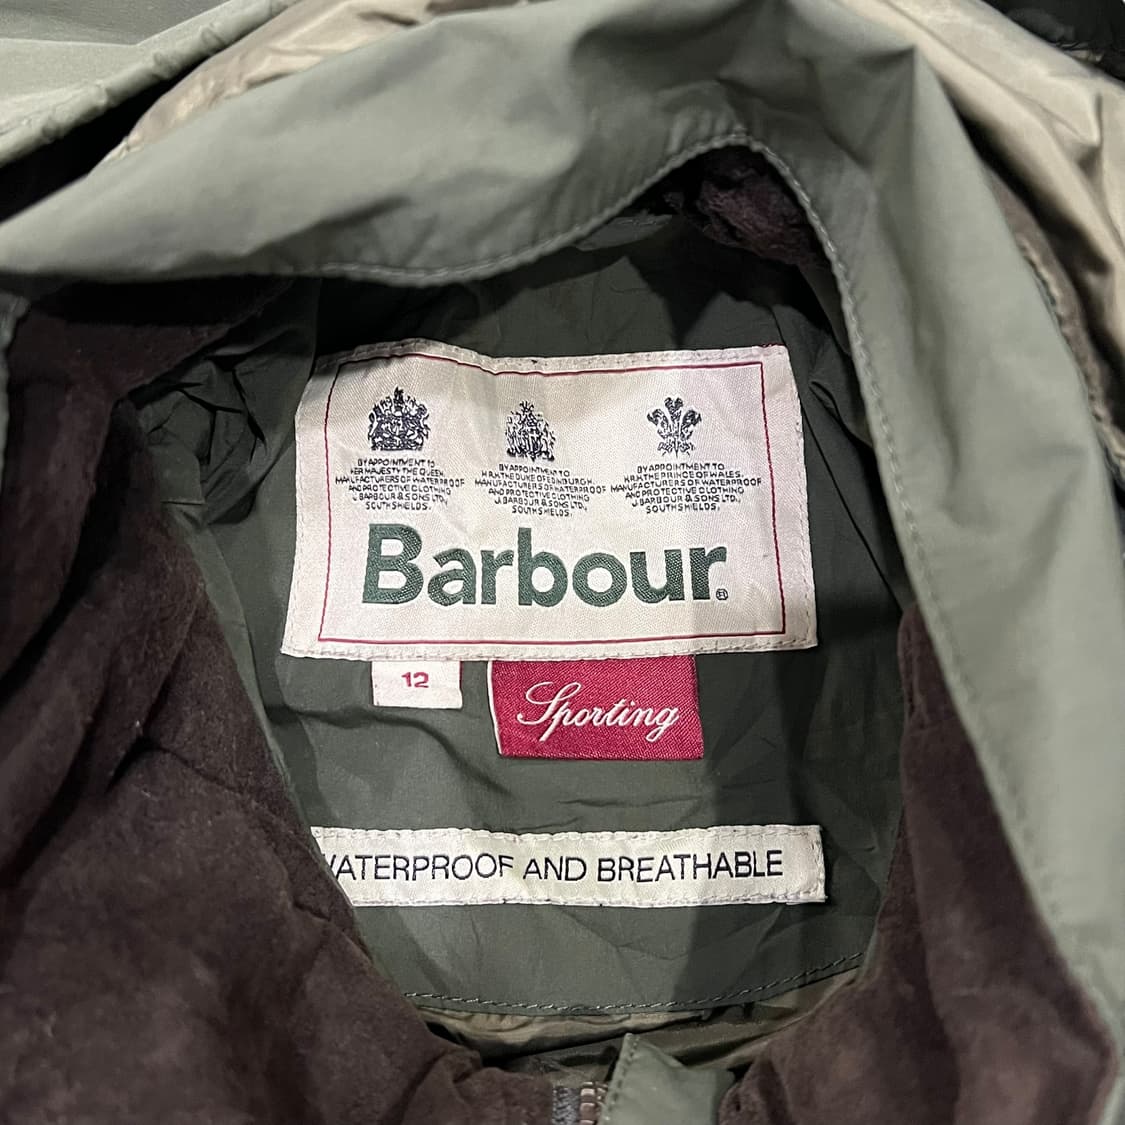 BY APPOINTMENT TO
HER MAJESTY THE QUEEN
MANUFACTURERS OF WATERPROOF
AND PROTECTIVE CLOTHING
J. BARBOUR & SONS LTD.,
SOUTH SHIELDS.
BY APPOINTMENT TO
H.R.H. THE DUKE OF EDINBURGH.
MANUFACTURERS OF WATERPROOF
AND PROTECTIVE CLOTHING
J. BARBOUR & SONS LTD.,
SOUTH SHIELDS.
BY APPOINTMENT TO
H.R.H. THE PRINCE OF WALES.
MANUFACTURERS OF WATERPROOF
AND PROTECTIVE CLOTHING
J. BARBOUR & SONS LTD.,
SOUTH SHIELDS.
Barbour®
12
Sporting
WATERPROOF AND BREATHABLE